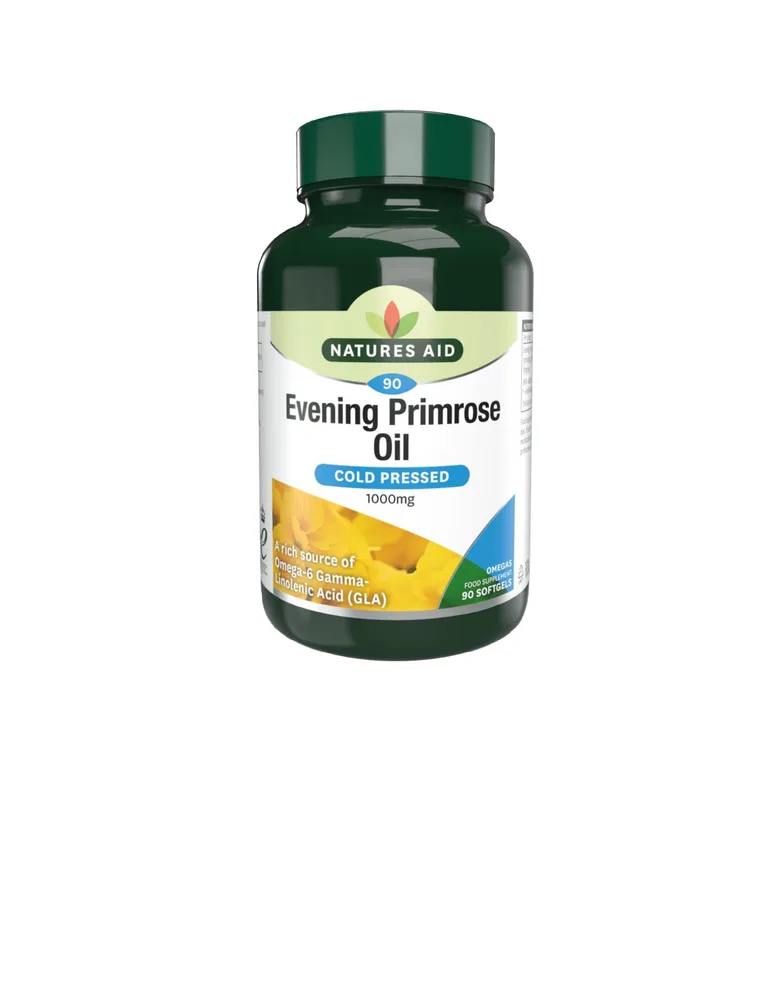 NATURES AID
90
Evening Primrose
Oil
COLD PRESSED
1000mg
A rich source of
Omega-6 Gamma-
Linolenic Acid (GLA)
OMEGAS
FOOD SUPPLEMENT
90 SOFTGELS